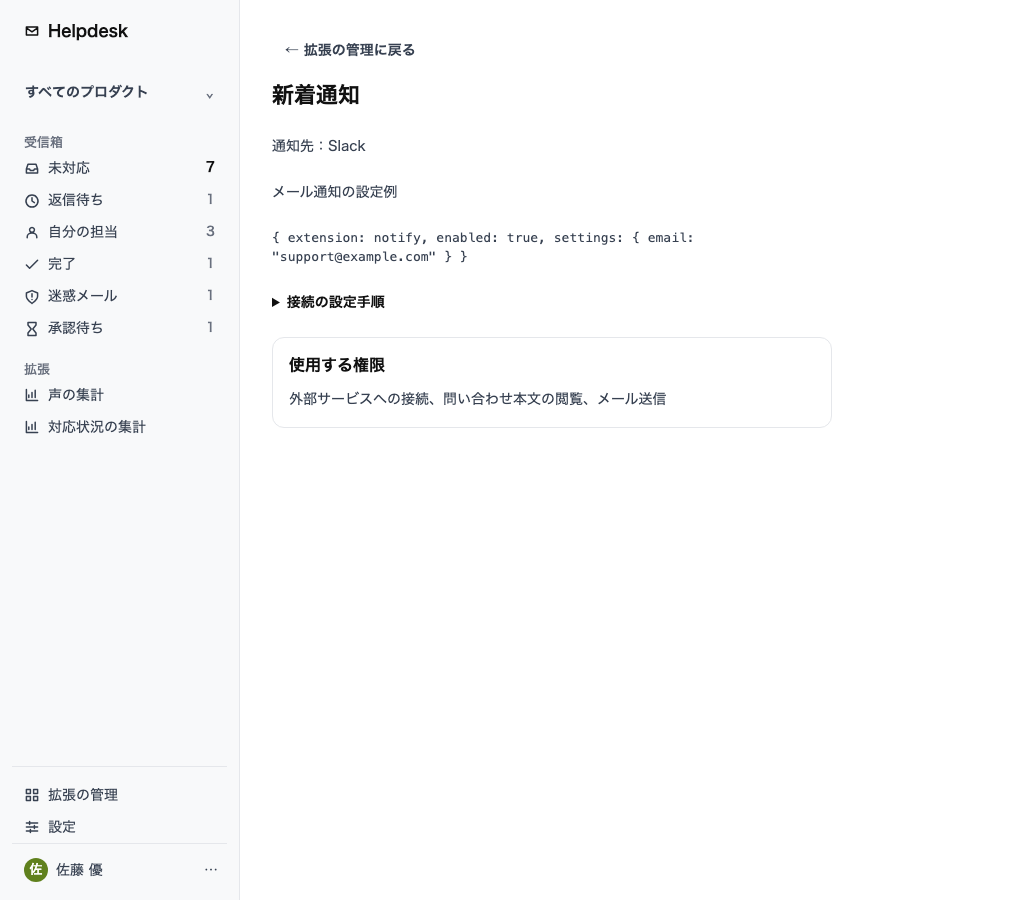 Helpdesk
すべてのプロダクト
受信箱
未対応 7
返信待ち 1
自分の担当 3
完了 1
迷惑メール 1
承認待ち 1
拡張
声の集計
対応状況の集計
拡張の管理
設定
佐 佐藤 優 …
← 拡張の管理に戻る
新着通知
通知先：Slack
メール通知の設定例
{ extension: notify, enabled: true, settings: { email:
"support@example.com" } }
▶ 接続の設定手順
使用する権限
外部サービスへの接続、問い合わせ本文の閲覧、メール送信